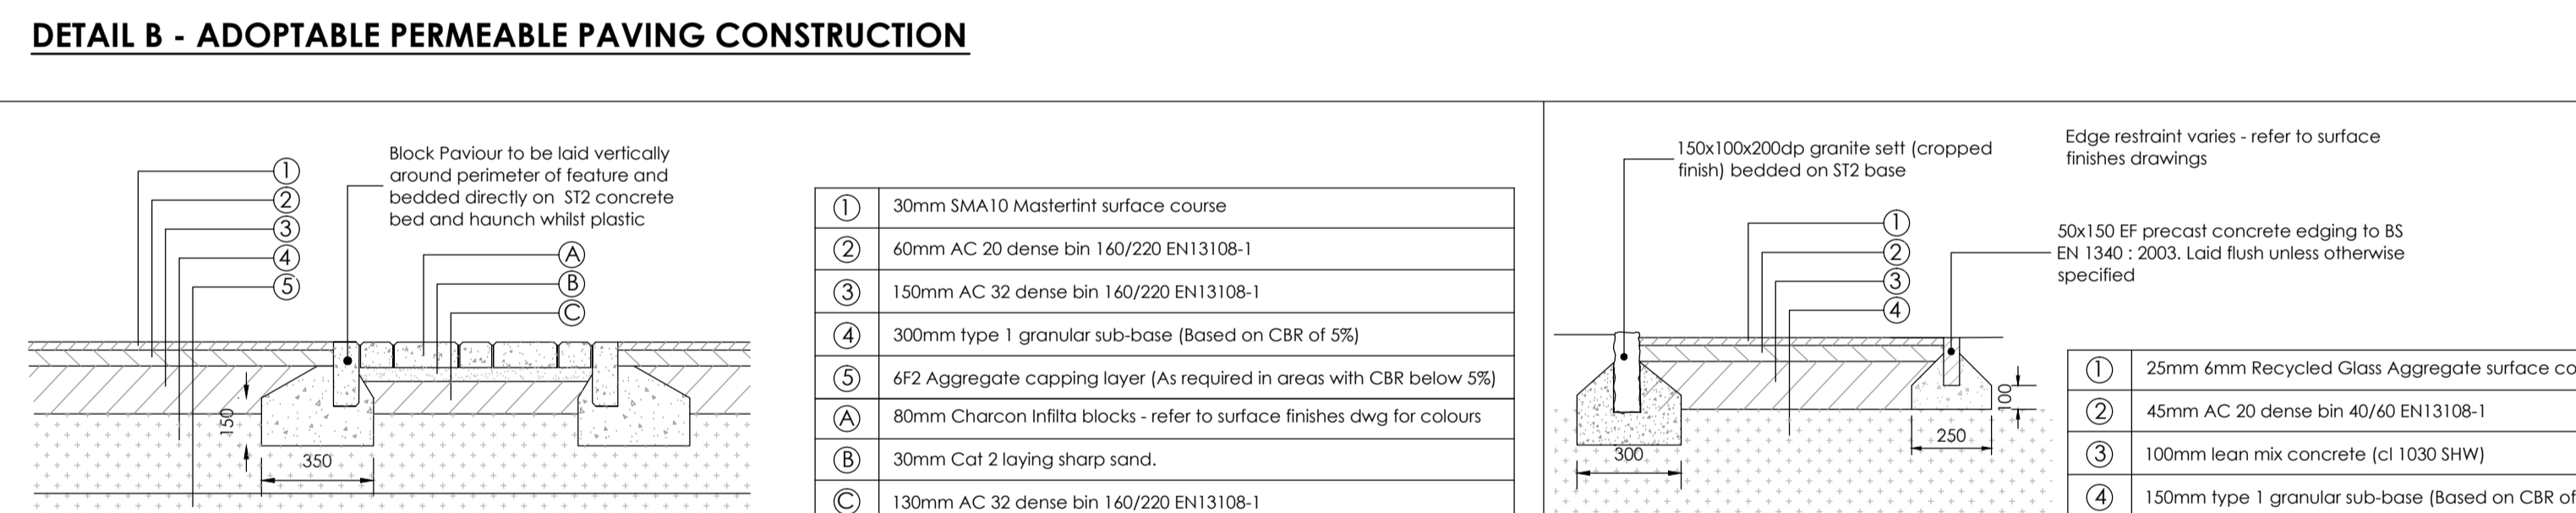 DETAIL B - ADOPTABLE PERMEABLE PAVING CONSTRUCTION
1
2
3
4
5
Block Paviour to be laid vertically
around perimeter of feature and
bedded directly on ST2 concrete
bed and haunch whilst plastic
A
B
C
150
350
1 30mm SMA10 Mastertint surface course
2 60mm AC 20 dense bin 160/220 EN13108-1
3 150mm AC 32 dense bin 160/220 EN13108-1
4 300mm type 1 granular sub-base (Based on CBR of 5%)
5 6F2 Aggregate capping layer (As required in areas with CBR below 5%)
A 80mm Charcon Infilta blocks - refer to surface finishes dwg for colours
B 30mm Cat 2 laying sharp sand.
C 130mm AC 32 dense bin 160/220 EN13108-1
150x100x200dp granite sett (cropped
finish) bedded on ST2 base
Edge restraint varies - refer to surface
finishes drawings
1
2
3
4
50x150 EF precast concrete edging to BS
EN 1340 : 2003. Laid flush unless otherwise
specified
100
250
300
1 25mm 6mm Recycled Glass Aggregate surface co
2 45mm AC 20 dense bin 40/60 EN13108-1
3 100mm lean mix concrete (cl 1030 SHW)
4 150mm type 1 granular sub-base (Based on CBR of